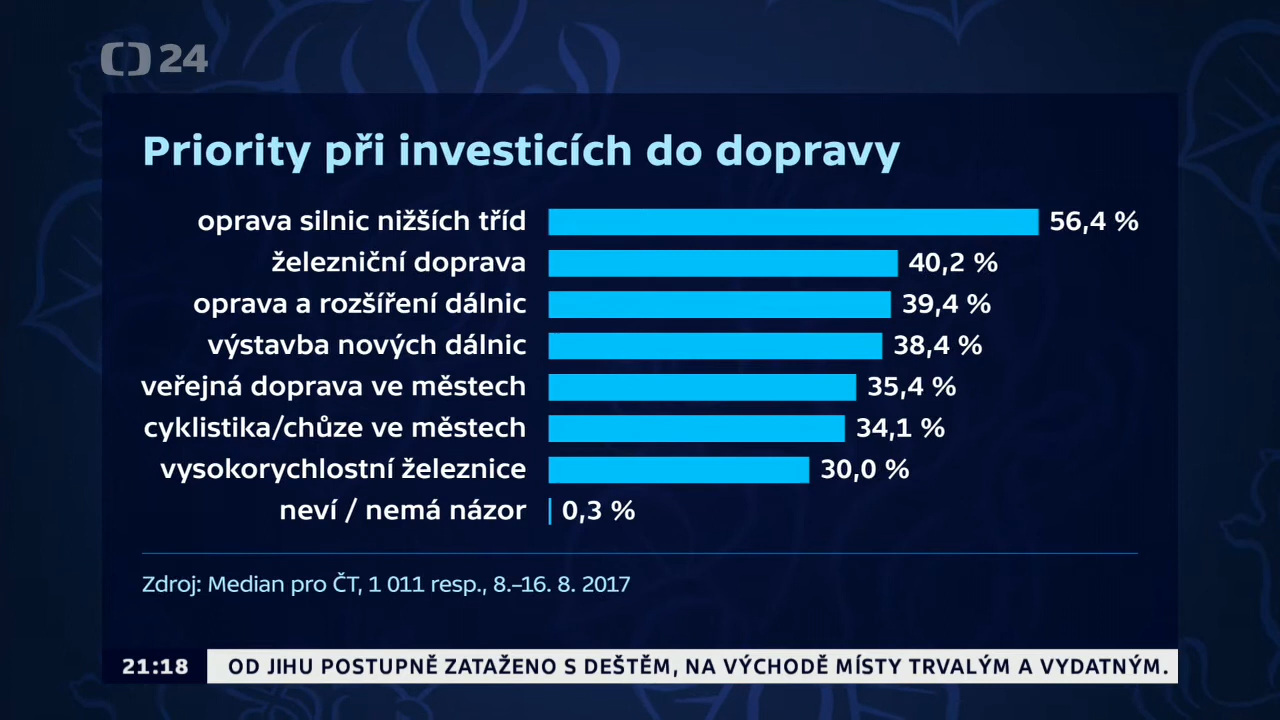 24
Priority při investicích do dopravy
oprava silnic nižších tříd 56,4 %
železniční doprava 40,2 %
oprava a rozšíření dálnic 39,4 %
výstavba nových dálnic 38,4 %
veřejná doprava ve městech 35,4 %
cyklistika/chůze ve městech 34,1 %
vysokorychlostní železnice 30,0 %
neví / nemá názor 0,3 %
Zdroj: Median pro ČT, 1 011 resp., 8.–16. 8. 2017
21:18 OD JIHU POSTUPNĚ ZATAŽENO S DEŠTĚM, NA VÝCHODĚ MÍSTY TRVALÝM A VYDATNÝM.